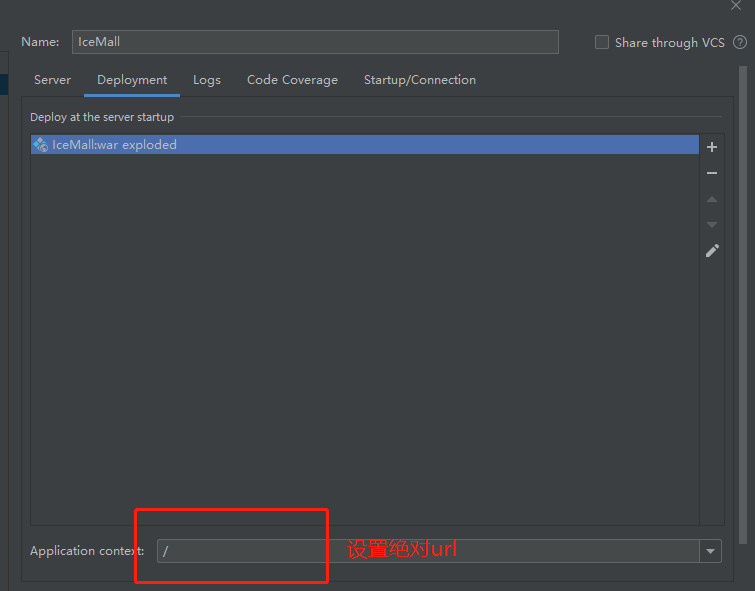 Name: IceMall Share through VCS ?
Server Deployment Logs Code Coverage Startup/Connection
Deploy at the server startup
IceMall:war exploded
Application context: / 设置绝对url